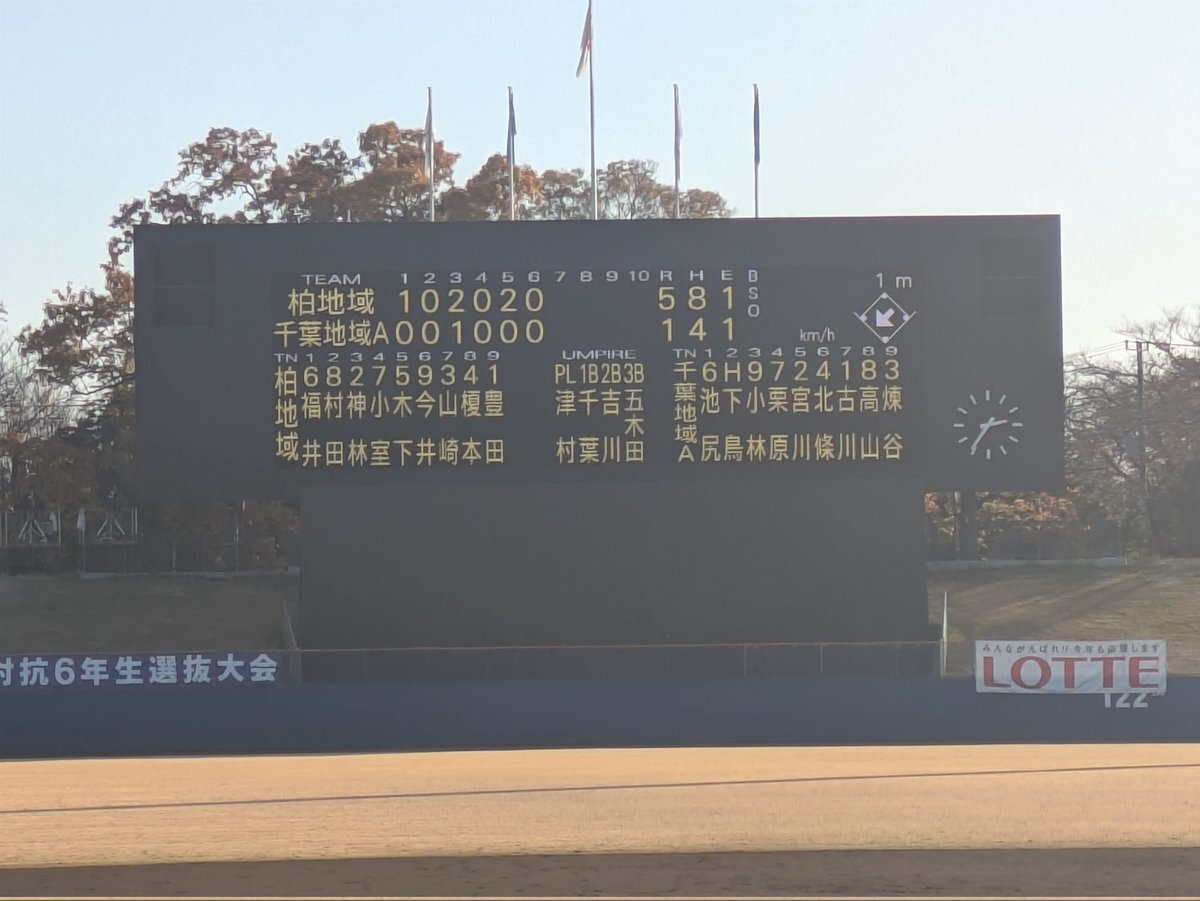 TEAM 1 2 3 4 5 6 7 8 9 10 R H E B S O
柏地域 1 0 2 0 2 0 5 8 1
千葉地域A 0 0 1 0 0 0 1 4 1
1 m
km/h
TN 1 2 3 4 5 6 7 8 9
柏地域 6 8 2 7 5 9 3 4 1
福井 村田 神林 小室 木下 今井 山崎 榎本 豊田
UMPIRE
PL 1B 2B 3B
津村 千葉 吉川 五木田
TN 1 2 3 4 5 6 7 8 9
千葉地域A 6 H 9 7 2 4 1 8 3
池尻 下鳥 小林 栗原 宮川 北條 古川 高山 煉谷
対抗6年生選抜大会
みんながんばれ!!今年も応援します
LOTTE
122